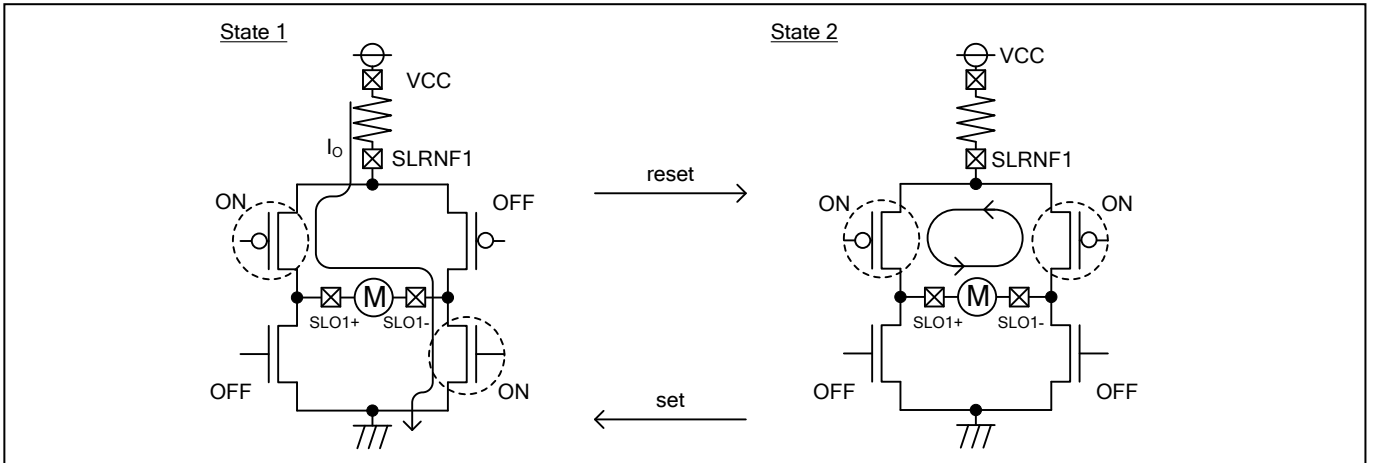 State 1
VCC
I_O
SLRNF1
ON
OFF
M
SLO1+
SLO1-
OFF
ON
reset
set
State 2
VCC
SLRNF1
ON
ON
M
SLO1+
SLO1-
OFF
OFF